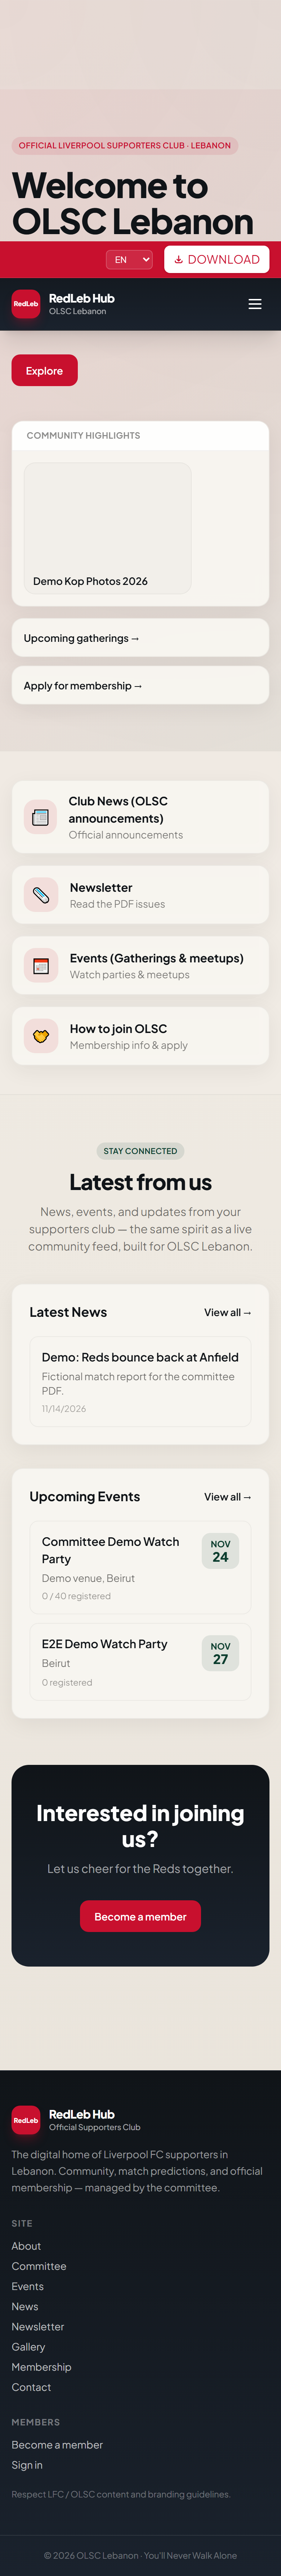 OFFICIAL LIVERPOOL SUPPORTERS CLUB · LEBANON
Welcome to
OLSC Lebanon
EN
DOWNLOAD
RedLeb
RedLeb Hub
OLSC Lebanon
Explore
COMMUNITY HIGHLIGHTS
Demo Kop Photos 2026
Upcoming gatherings →
Apply for membership →
Club News (OLSC
announcements)
Official announcements
Newsletter
Read the PDF issues
Events (Gatherings & meetups)
Watch parties & meetups
How to join OLSC
Membership info & apply
STAY CONNECTED
Latest from us
News, events, and updates from your
supporters club — the same spirit as a live
community feed, built for OLSC Lebanon.
Latest News
View all →
Demo: Reds bounce back at Anfield
Fictional match report for the committee
PDF.
11/14/2026
Upcoming Events
View all →
Committee Demo Watch
Party
Demo venue, Beirut
0 / 40 registered
NOV
24
E2E Demo Watch Party
Beirut
0 registered
NOV
27
Interested in joining
us?
Let us cheer for the Reds together.
Become a member
RedLeb
RedLeb Hub
Official Supporters Club
The digital home of Liverpool FC supporters in
Lebanon. Community, match predictions, and official
membership — managed by the committee.
SITE
About
Committee
Events
News
Newsletter
Gallery
Membership
Contact
MEMBERS
Become a member
Sign in
Respect LFC / OLSC content and branding guidelines.
© 2026 OLSC Lebanon · You'll Never Walk Alone